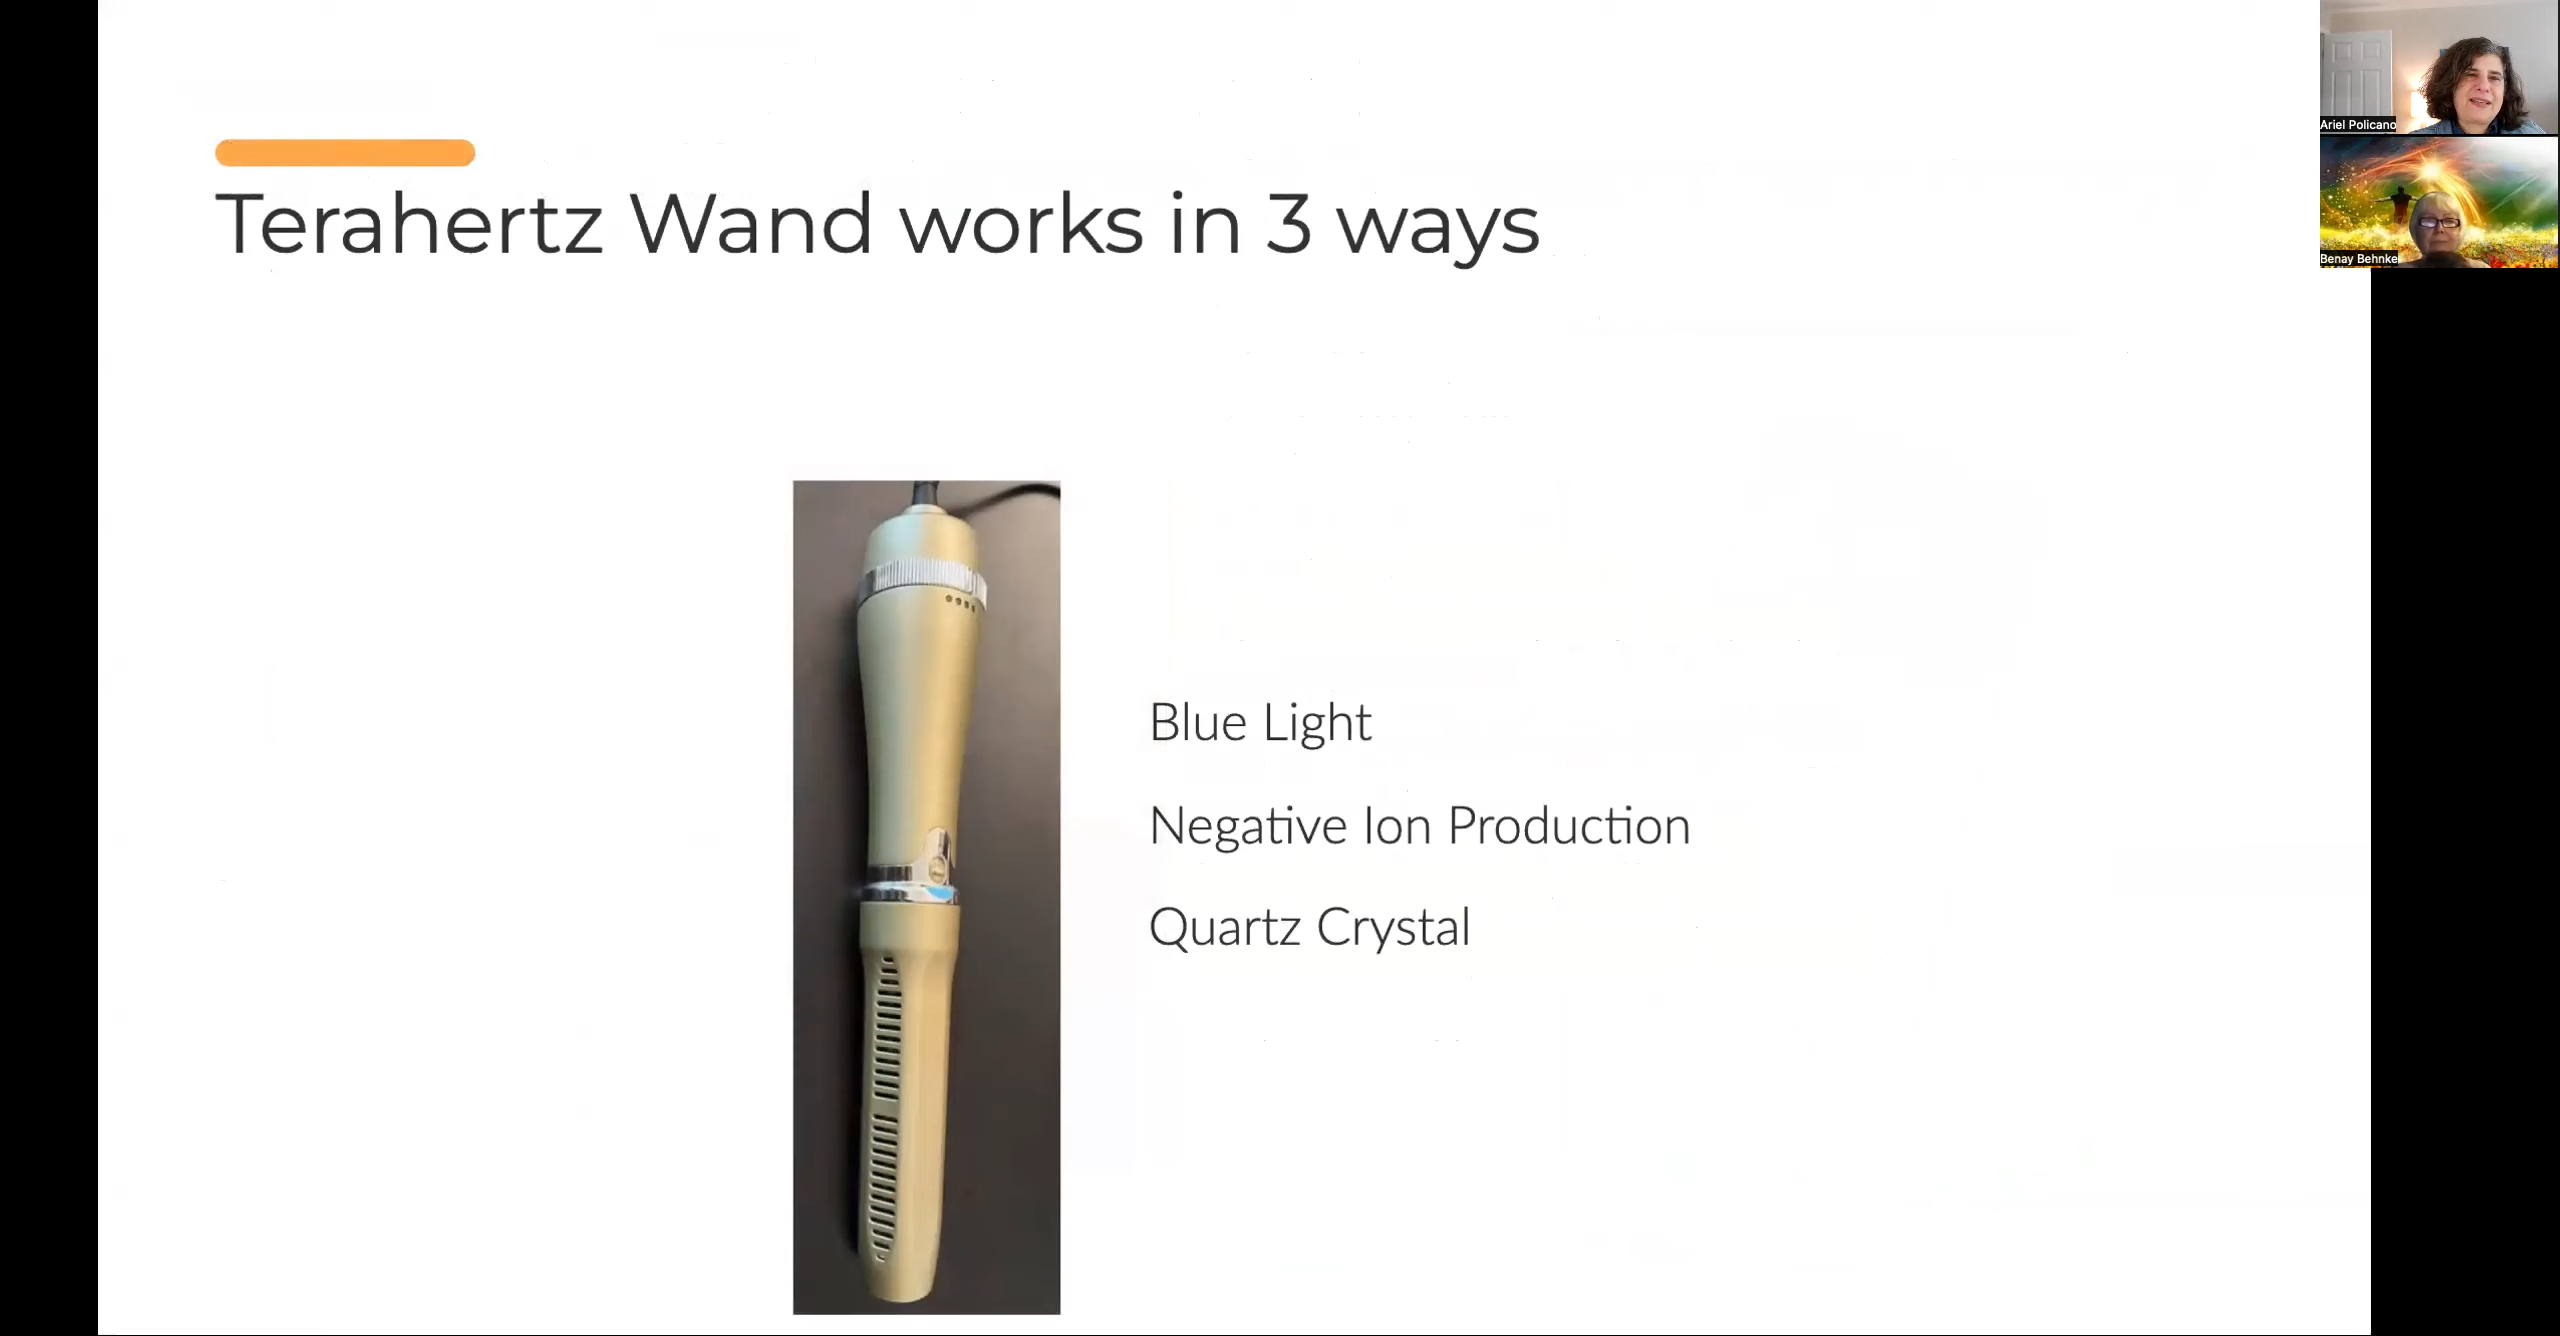 Terahertz Wand works in 3 ways
Blue Light
Negative Ion Production
Quartz Crystal
Ariel Policano
Benay Behnke